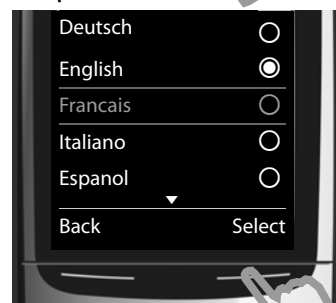 Deutsch
English
Francais
Italiano
Espanol
Back Select